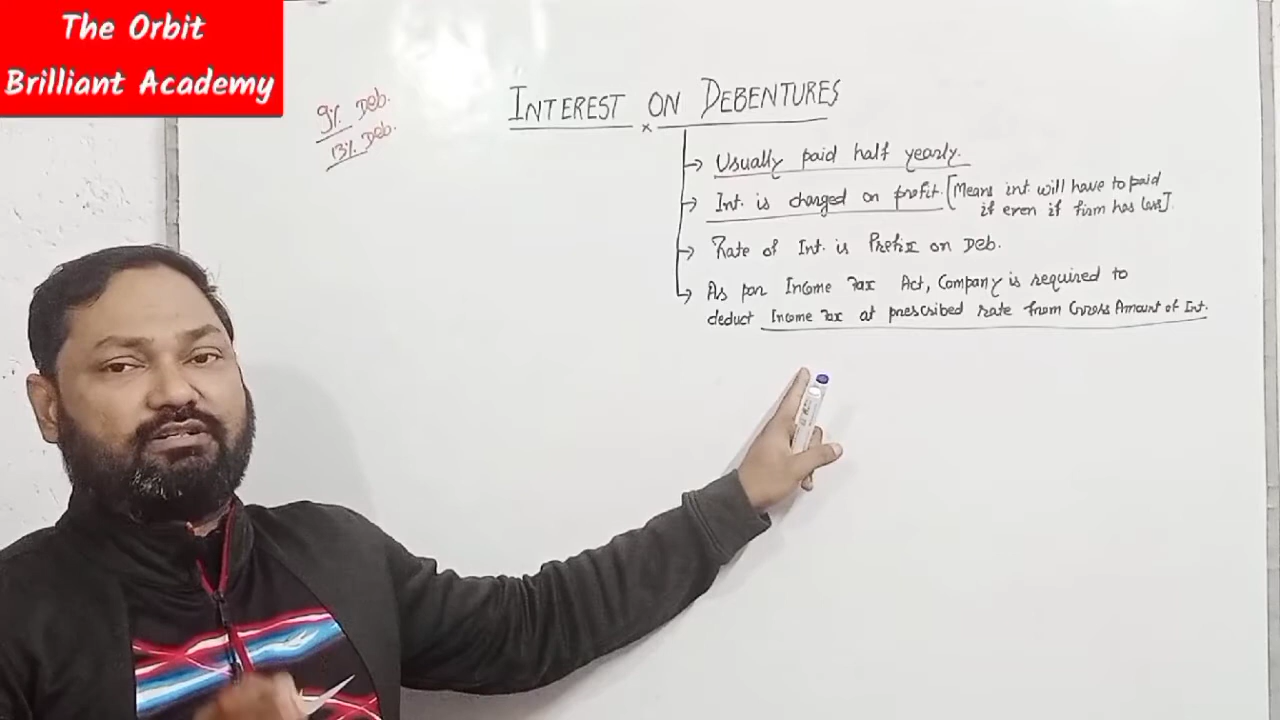 The Orbit
Brilliant Academy
9% Deb.
13% Deb.
INTEREST ON DEBENTURES
x
Usually paid half yearly.
Int. is charged on profit. [Means int. will have to paid
if even if firm has loss].
Rate of Int. is Prefix on Deb.
As per Income Tax Act, Company is required to
deduct Income Tax at prescribed rate from Gross Amount of Int.